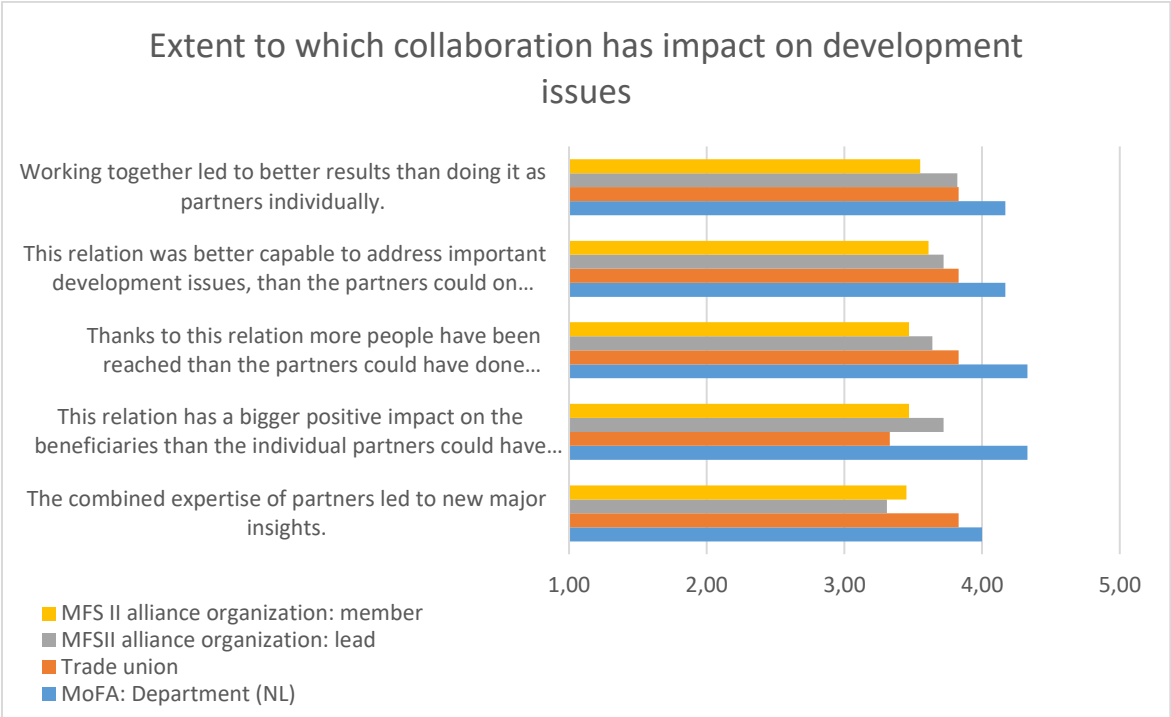 Extent to which collaboration has impact on development
issues
Working together led to better results than doing it as
partners individually.
This relation was better capable to address important
development issues, than the partners could on…
Thanks to this relation more people have been
reached than the partners could have done…
This relation has a bigger positive impact on the
beneficiaries than the individual partners could have…
The combined expertise of partners led to new major
insights.
1,00 2,00 3,00 4,00 5,00
MFS II alliance organization: member
MFSII alliance organization: lead
Trade union
MoFA: Department (NL)